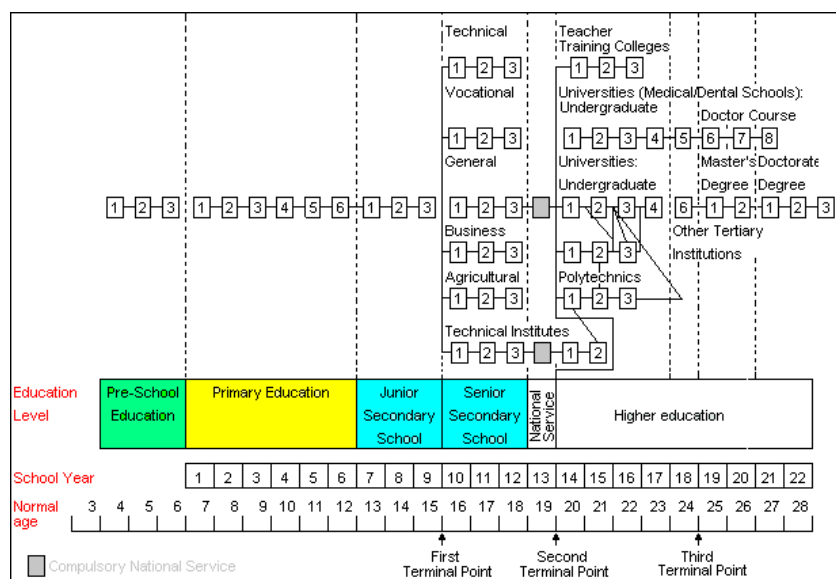 Technical
Teacher
Training Colleges
1 2 3
1 2 3
Vocational
Universities (Medical/Dental Schools):
Undergraduate
Doctor Course
1 2 3
1 2 3 4 5 6 7 8
General
Universities:
Master's Doctorate
Undergraduate
Degree Degree
1 2 3 1 2 3 4 5 6 1 2 3 1 2 3 1 2 3 4 6 1 2 1 2 3
Business
Other Tertiary
Institutions
1 2 3 1 2 3
Agricultural
Polytechnics
1 2 3 1 2 3
Technical Institutes
1 2 3 1 2
Education
Level
Pre-School
Education
Primary Education
Junior
Secondary
School
Senior
Secondary
School
National
Service
Higher education
School Year 1 2 3 4 5 6 7 8 9 10 11 12 13 14 15 16 17 18 19 20 21 22
Normal
age
3 4 5 6 7 8 9 10 11 12 13 14 15 16 17 18 19 20 21 22 23 24 25 26 27 28
First
Terminal Point
Second
Terminal Point
Third
Terminal Point
Compulsory National Service